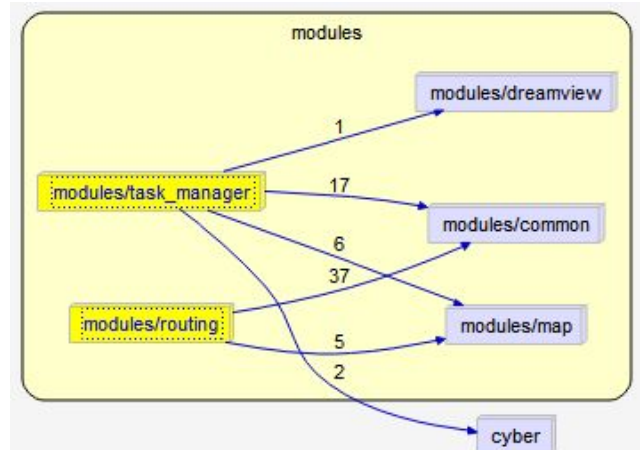 modules
modules/dreamview
1
modules/task_manager
17
modules/common
6
37
modules/routing
modules/map
5
2
cyber